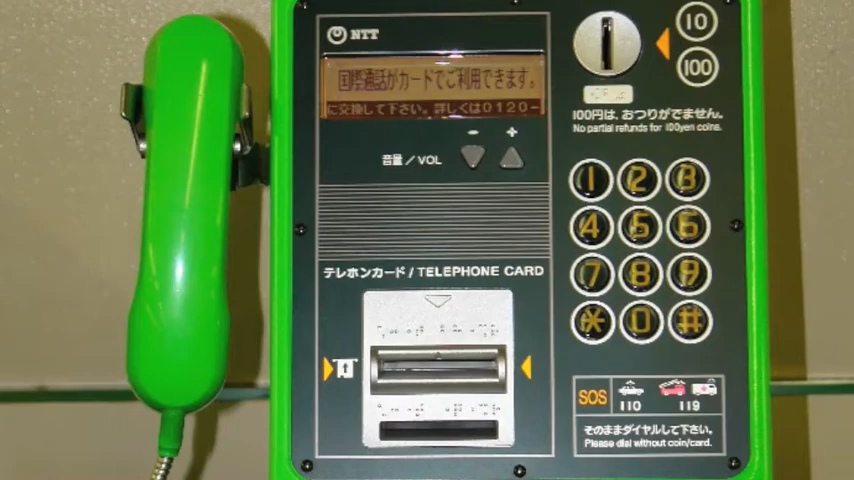 NTT
国際通話がカードでご利用できます。
に交換して下さい。詳しくは0120-
- +
音量/VOL
10
100
100円は、おつりがでません。
No partial refunds for 100yen coins.
1 2 3
4 5 6
7 8 9
* 0 #
テレホンカード/TELEPHONE CARD
SOS 110 119
そのままダイヤルして下さい。
Please dial without coin/card.